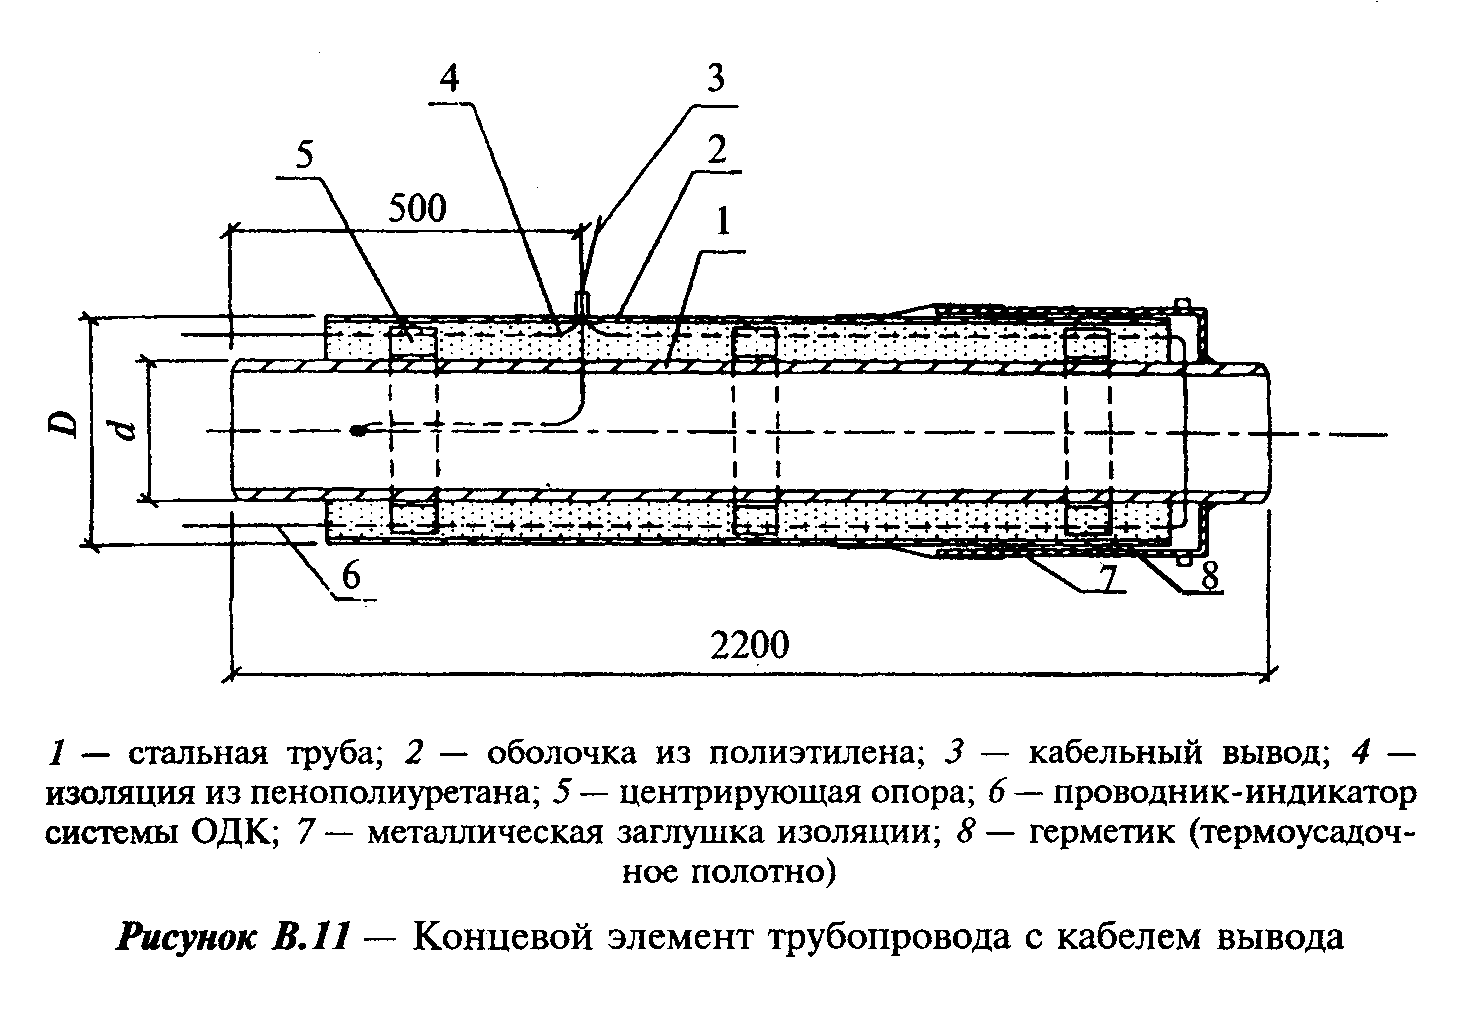 4
3
5
2
500
1
D
d
6
7
8
2200
1 — стальная труба; 2 — оболочка из полиэтилена; 3 — кабельный вывод; 4 —
изоляция из пенополиуретана; 5 — центрирующая опора; 6 — проводник-индикатор
системы ОДК; 7 — металлическая заглушка изоляции; 8 — герметик (термоусадоч-
ное полотно)
Рисунок В.11 — Концевой элемент трубопровода с кабелем вывода